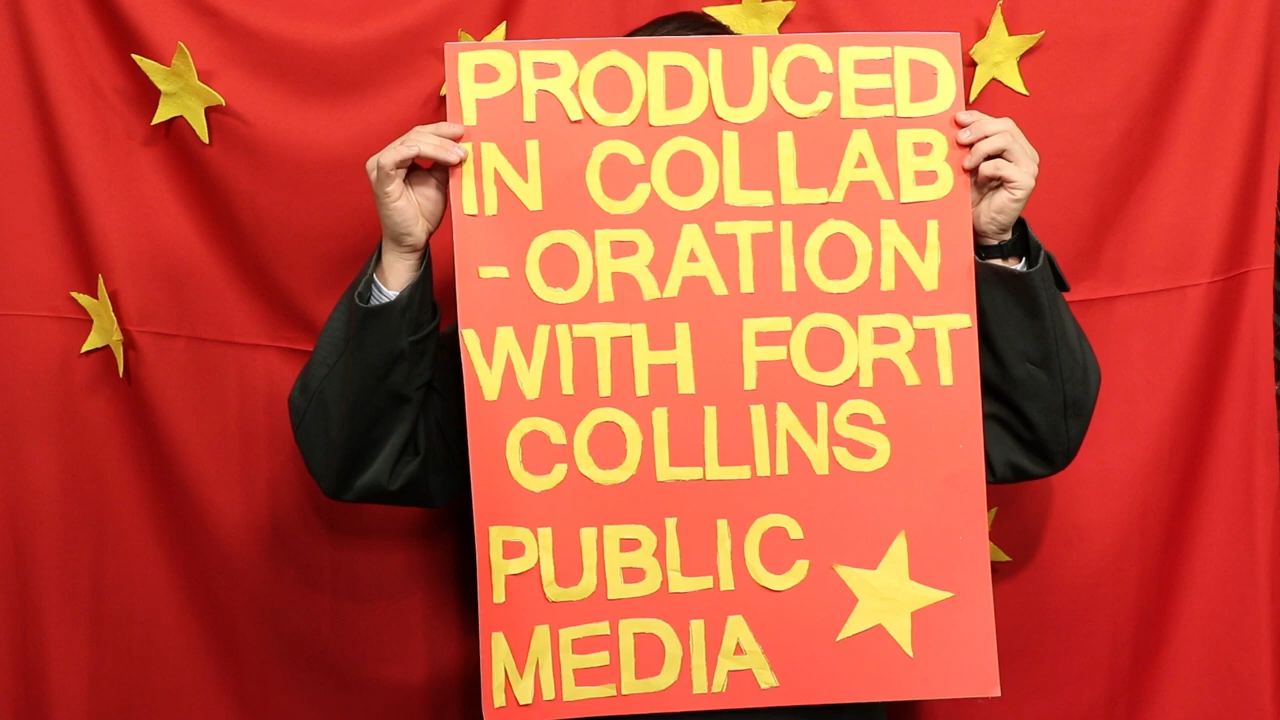 PRODUCED
IN COLLAB
-ORATION
WITH FORT
COLLINS
PUBLIC
MEDIA